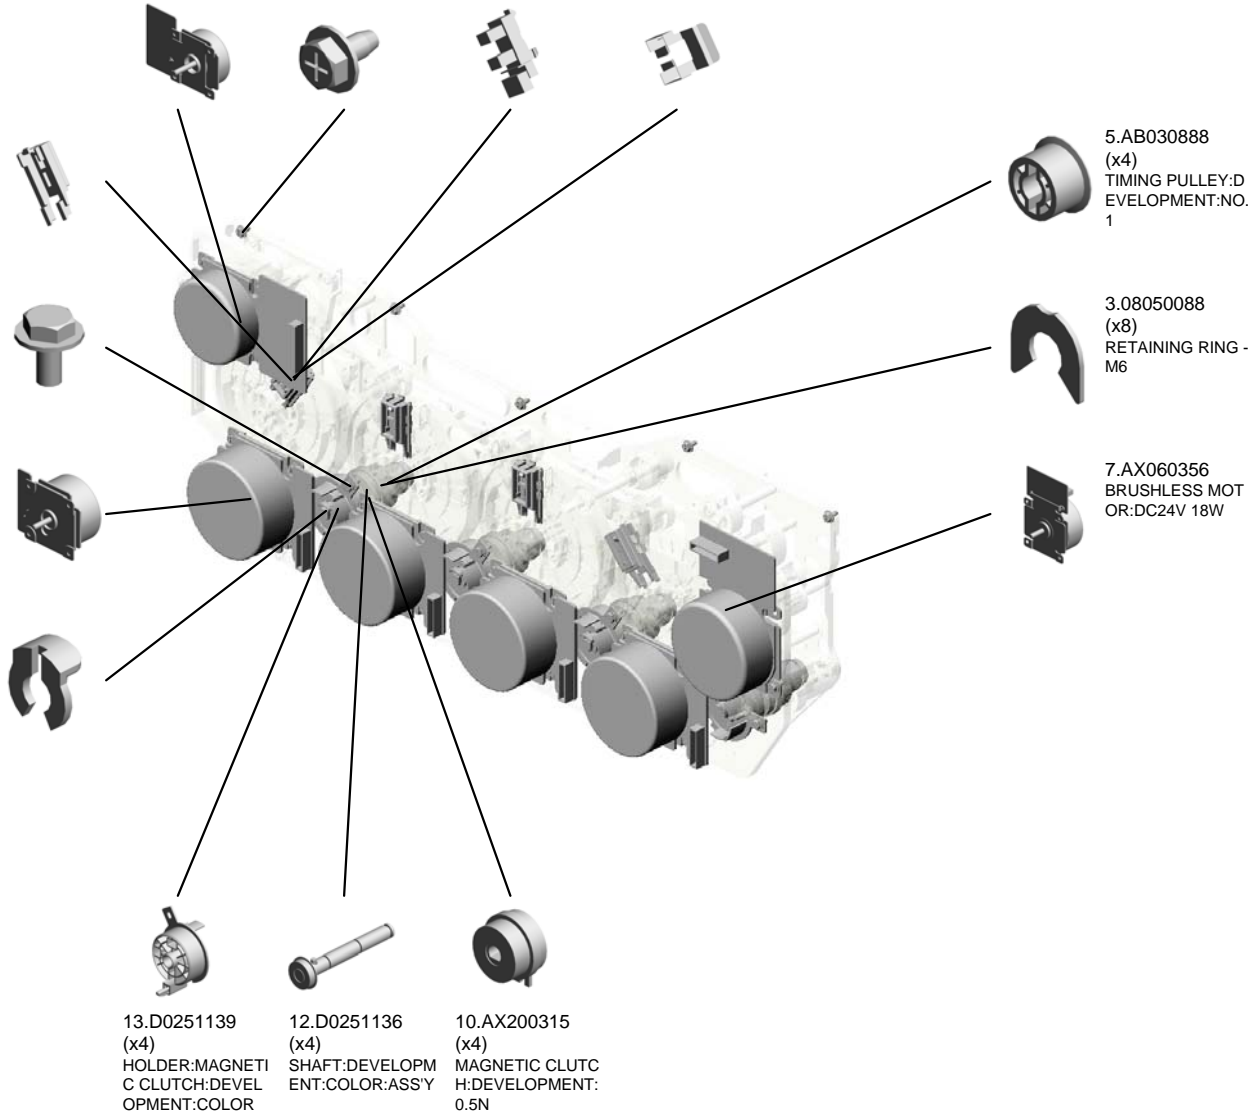 5.AB030888
(x4)
TIMING PULLEY:D
EVELOPMENT:NO.
1
3.08050088
(x8)
RETAINING RING -
M6
7.AX060356
BRUSHLESS MOT
OR:DC24V 18W
13.D0251139
(x4)
HOLDER:MAGNETI
C CLUTCH:DEVEL
OPMENT:COLOR
12.D0251136
(x4)
SHAFT:DEVELOPM
ENT:COLOR:ASS'Y
10.AX200315
(x4)
MAGNETIC CLUTC
H:DEVELOPMENT:
0.5N